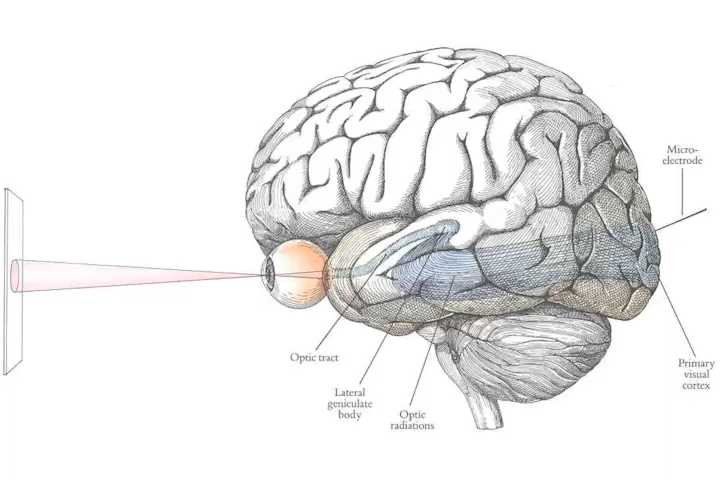 Micro-
electrode
Optic tract
Lateral
geniculate
body
Optic
radiations
Primary
visual
cortex